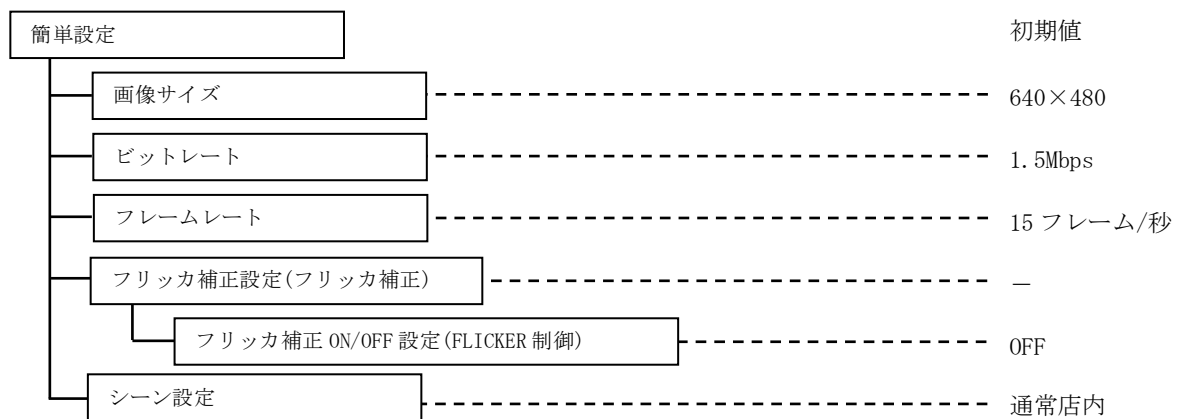 簡単設定 初期値
画像サイズ 640×480
ビットレート 1.5Mbps
フレームレート 15 フレーム/秒
フリッカ補正設定(フリッカ補正) －
フリッカ補正 ON/OFF 設定(FLICKER 制御) OFF
シーン設定 通常店内